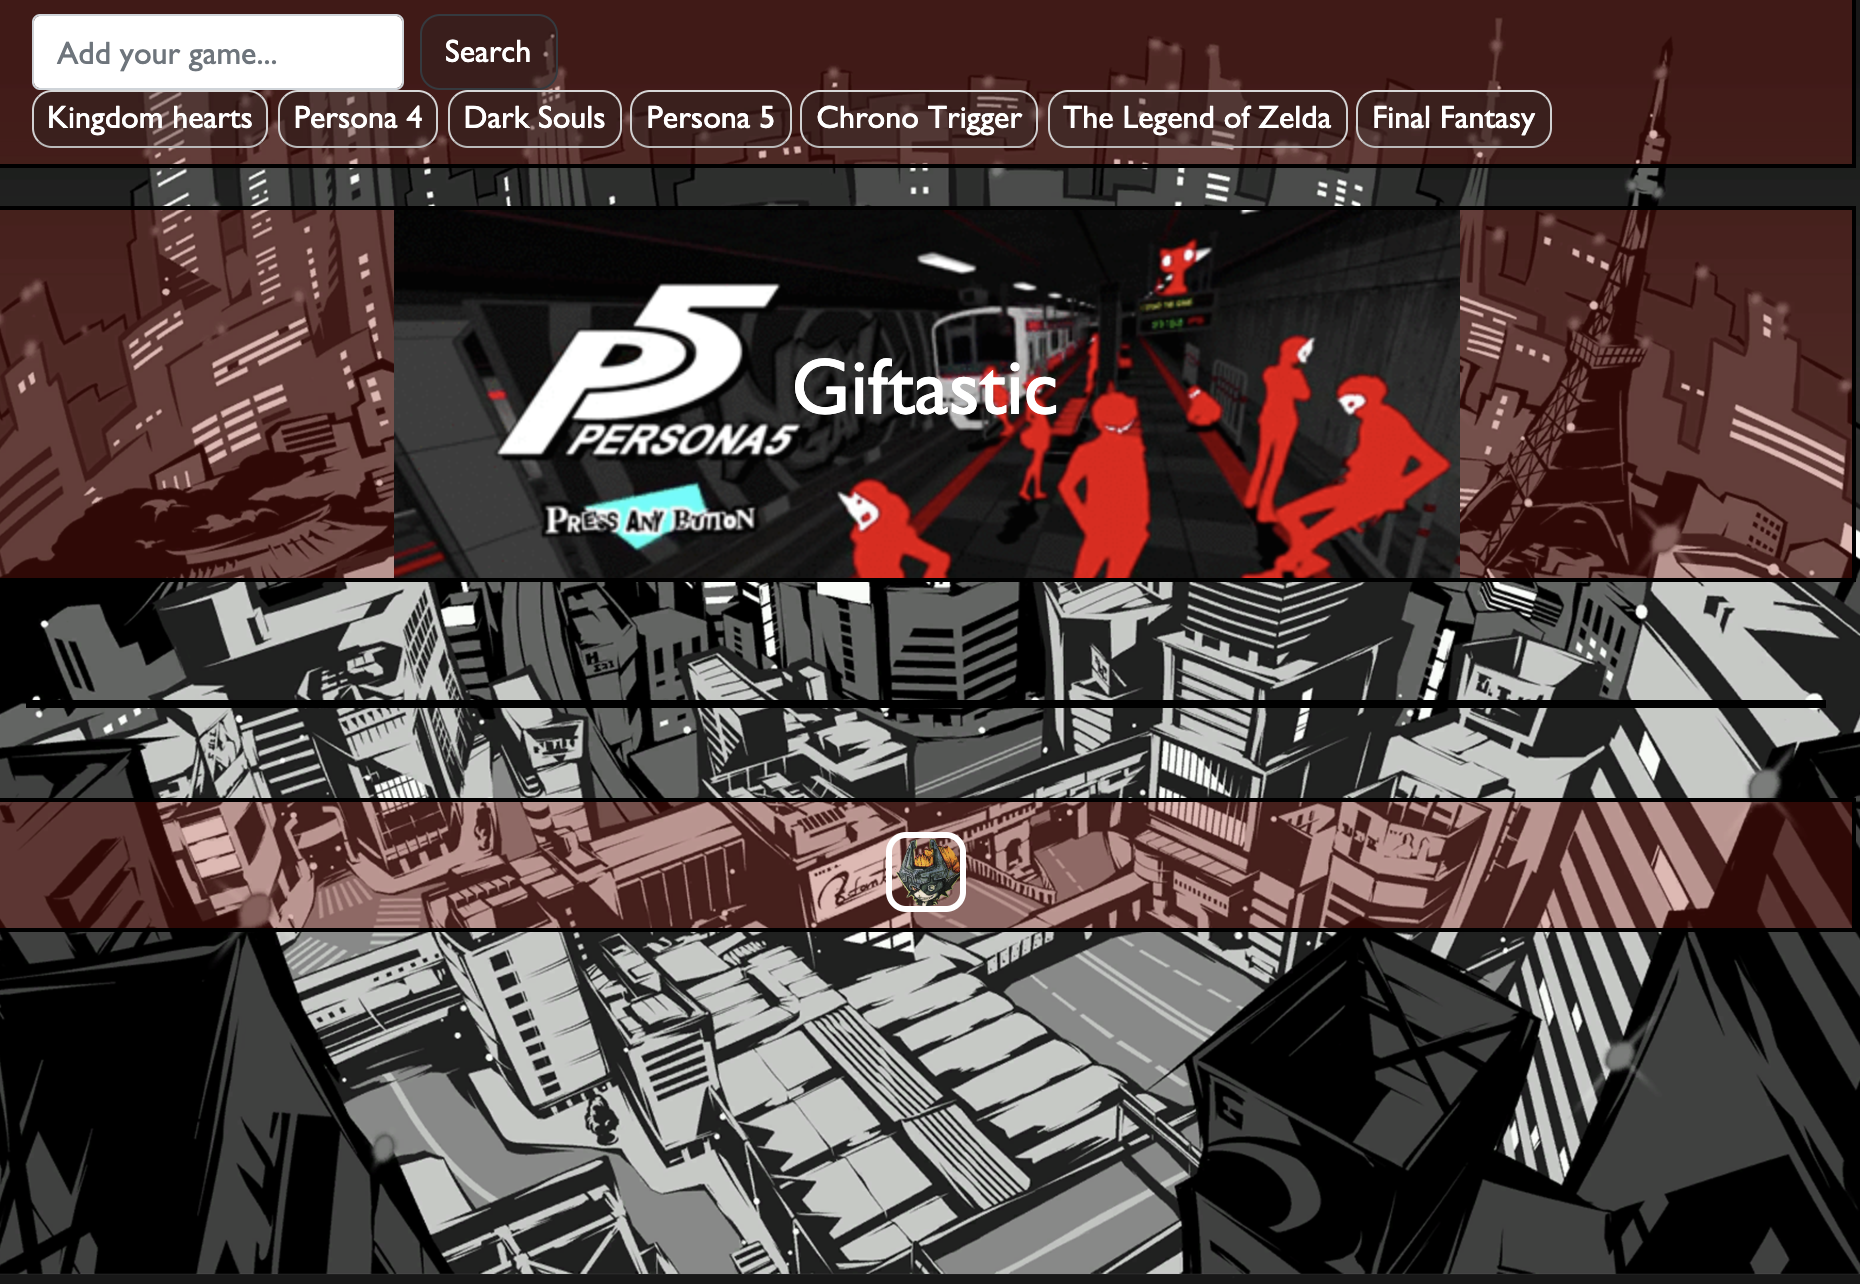 Add your game...
Search
Kingdom hearts
Persona 4
Dark Souls
Persona 5
Chrono Trigger
The Legend of Zelda
Final Fantasy
P5
PERSONA5
Giftastic
PRESS ANY BUTTON